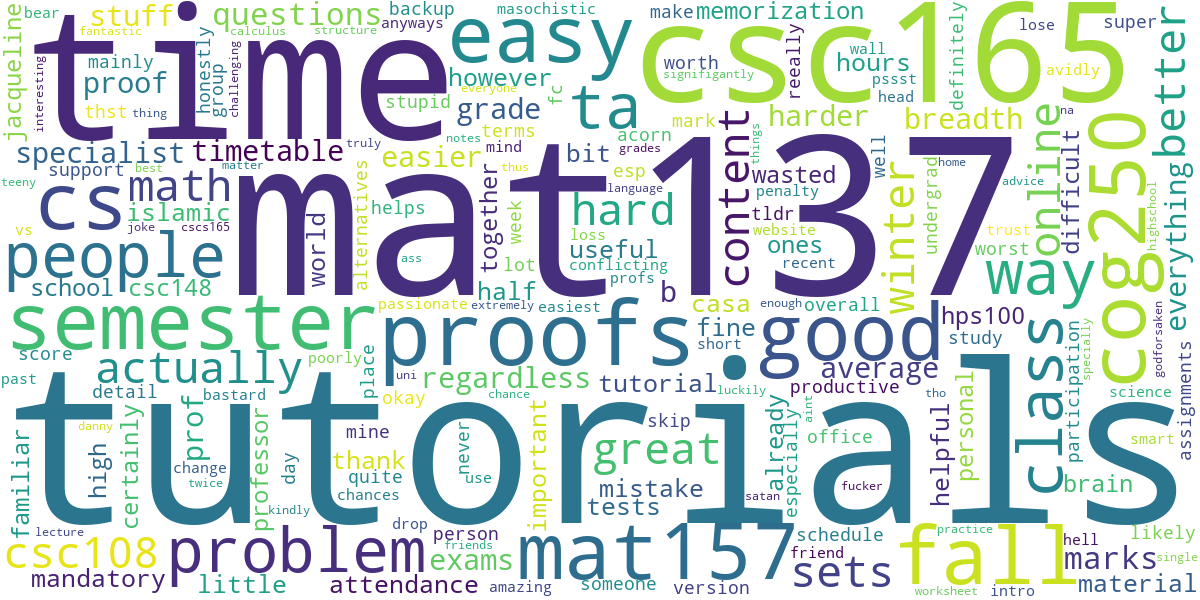 time
csc165
mat137
tutorials
easy
cog250
semester
people
proofs
good
mat157
fall
problem
class
way
cs
ta
math
hard
great
content
winter
online
better
everything
sets
csc108
actually
stuff
questions
backup
masochistic
make
memorization
super
bear
fantastic
anyways
calculus
structure
jacqueline
interesting
mainly
proof
thst
thing
honestly
group
challenging
however
stupid
everyone
fc
grade
worth
signifigantly
reeally
wall
hours
pssst
head
definitely
lose
avidly
specialist
timetable
truly
notes
terms
mark
acorn
harder
breadth
na
support
best
matter
easier
mind
bit
grades
things
well
undergrad
home
teeny
thus
esp
wasted
penalty
advice
difficult
language
islamic
alternatives
helps
together
week
lot
loss
useful
tldr
website
trust
highschool
vs
joke
cscs165
world
ass
conflicting
ones
worst
school
csc148
half
profs
recent
b
passionate
extremely
easiest
casa
enough
overall
hps100
godforsaken
fine
short
study
specially
score
poorly
place
past
detail
bastard
uni
chance
regardless
tutorial
luckily
average
productive
tho
participation
science
assignments
okay
danny
certainly
prof
professor
mine
skip
already
aint
office
helpful
personal
smart
familiar
high
change
twice
day
thank
quite
chances
never
use
important
mistake
tests
satan
especially
fucker
brain
kindly
lecture
drop
person
friends
schedule
friend
practice
hell
likely
marks
single
mandatory
little
attendance
exams
amazing
someone
version
worksheet
intro
material